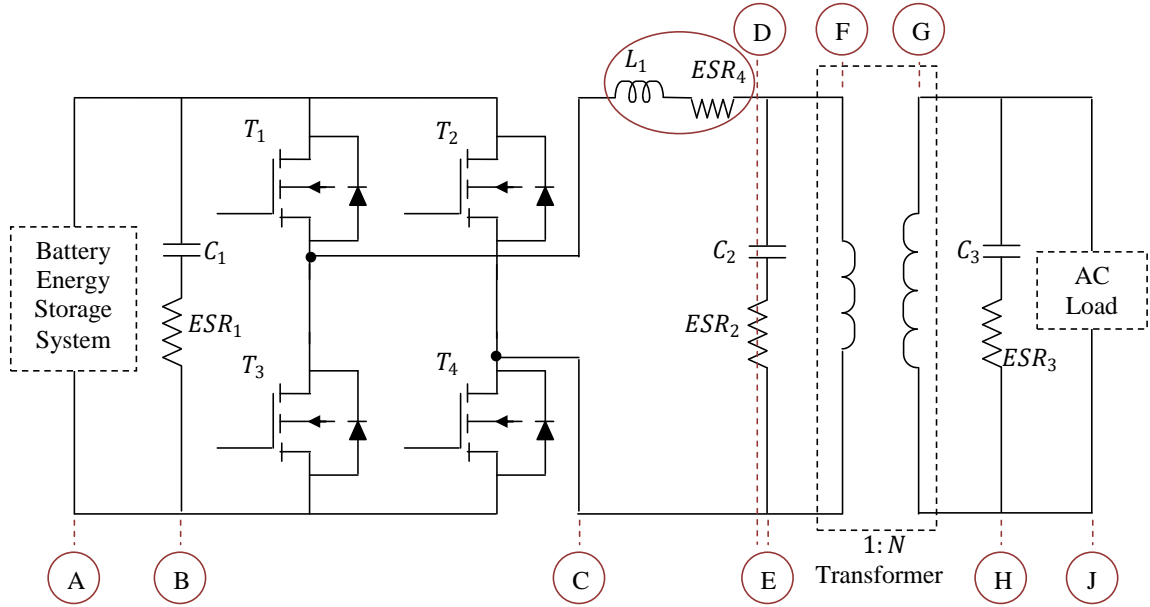 D
F
G
L₁
ESR₄
T₁
T₂
Battery
Energy
Storage
System
C₁
ESR₁
C₂
ESR₂
C₃
ESR₃
AC
Load
T₃
T₄
1: N
Transformer
A
B
C
E
H
J